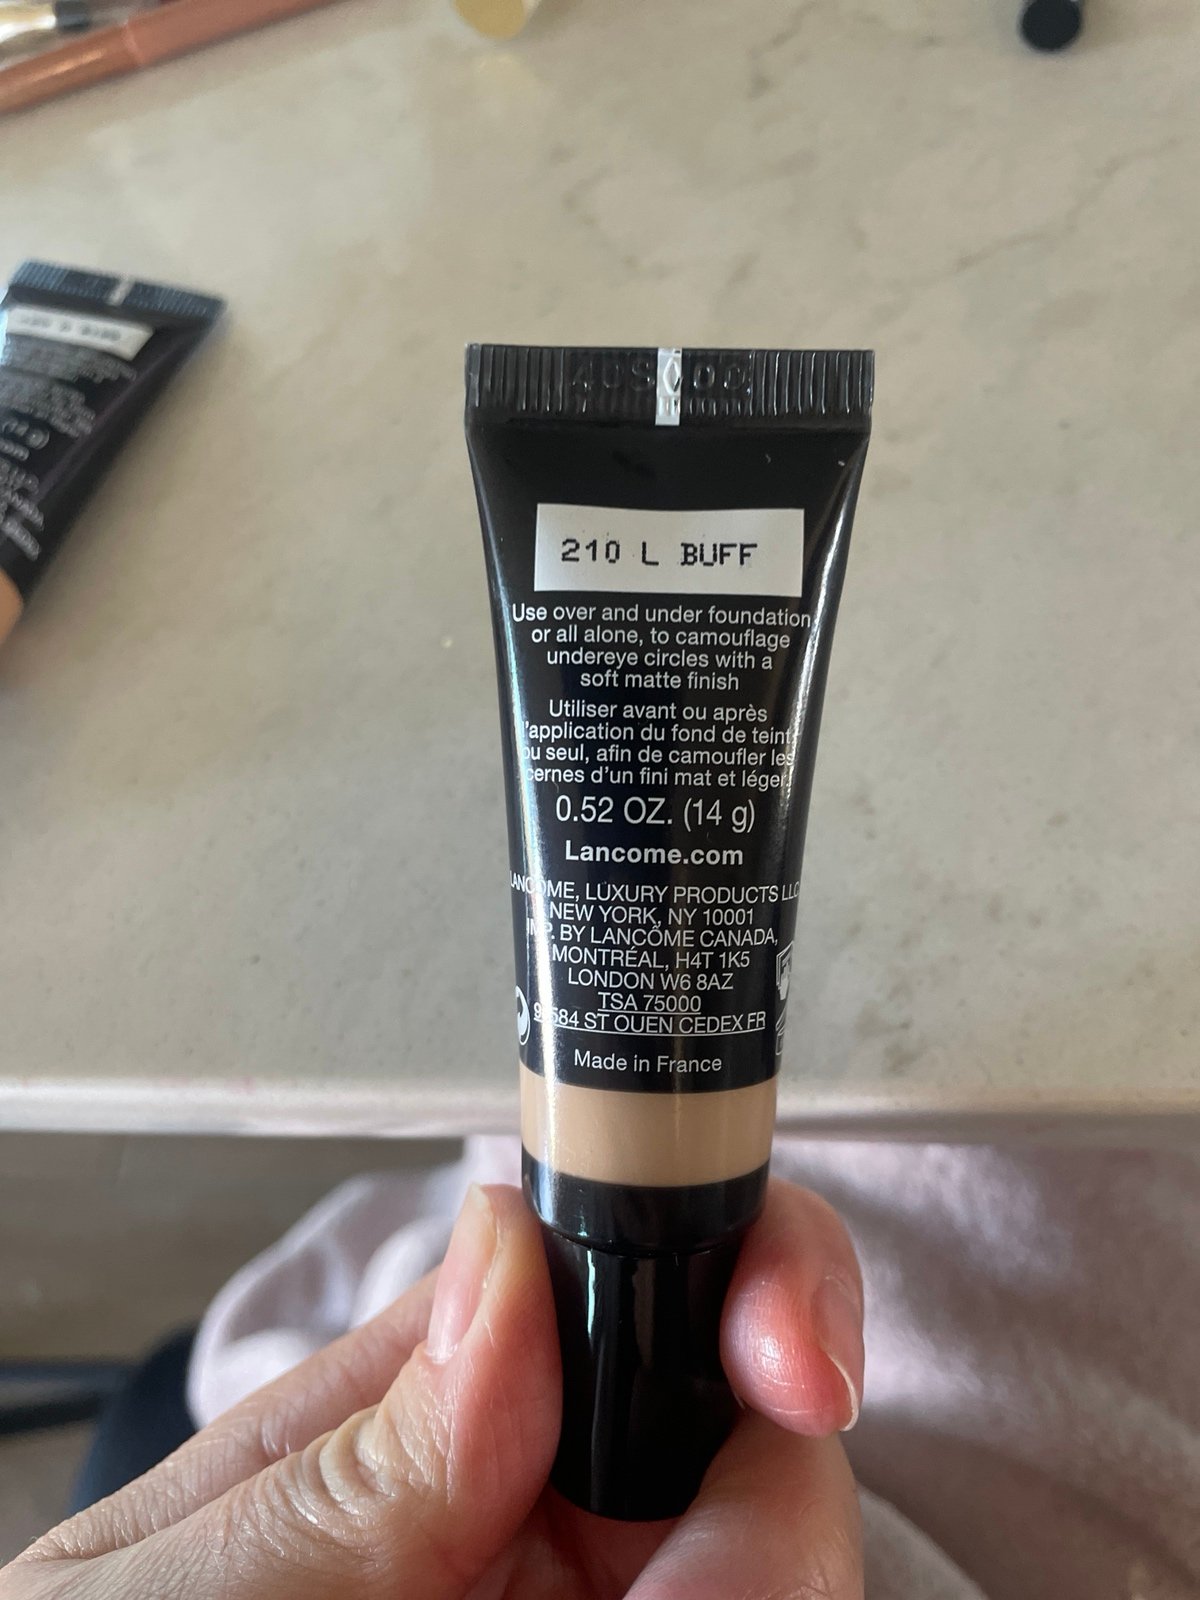 210 L BUFF
Use over and under foundation
or all alone, to camouflage
undereye circles with a
soft matte finish
Utiliser avant ou après
l'application du fond de teint
ou seul, afin de camoufler les
cernes d'un fini mat et léger.
0.52 OZ. (14 g)
Lancome.com
LANCÔME, LUXURY PRODUCTS LLC
NEW YORK, NY 10001
IMP. BY LANCÔME CANADA,
MONTRÉAL, H4T 1K5
LONDON W6 8AZ
TSA 75000
ST OUEN CEDEX FR
Made in France